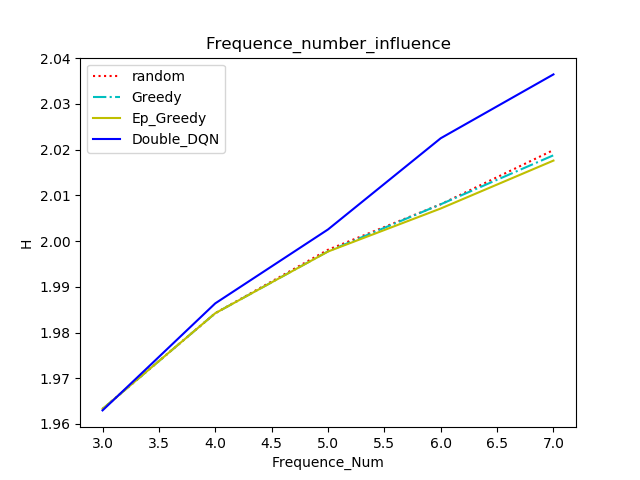 Frequence_number_influence
random
Greedy
Ep_Greedy
Double_DQN
2.04
2.03
2.02
2.01
2.00
1.99
1.98
1.97
1.96
H
3.0 3.5 4.0 4.5 5.0 5.5 6.0 6.5 7.0
Frequence_Num